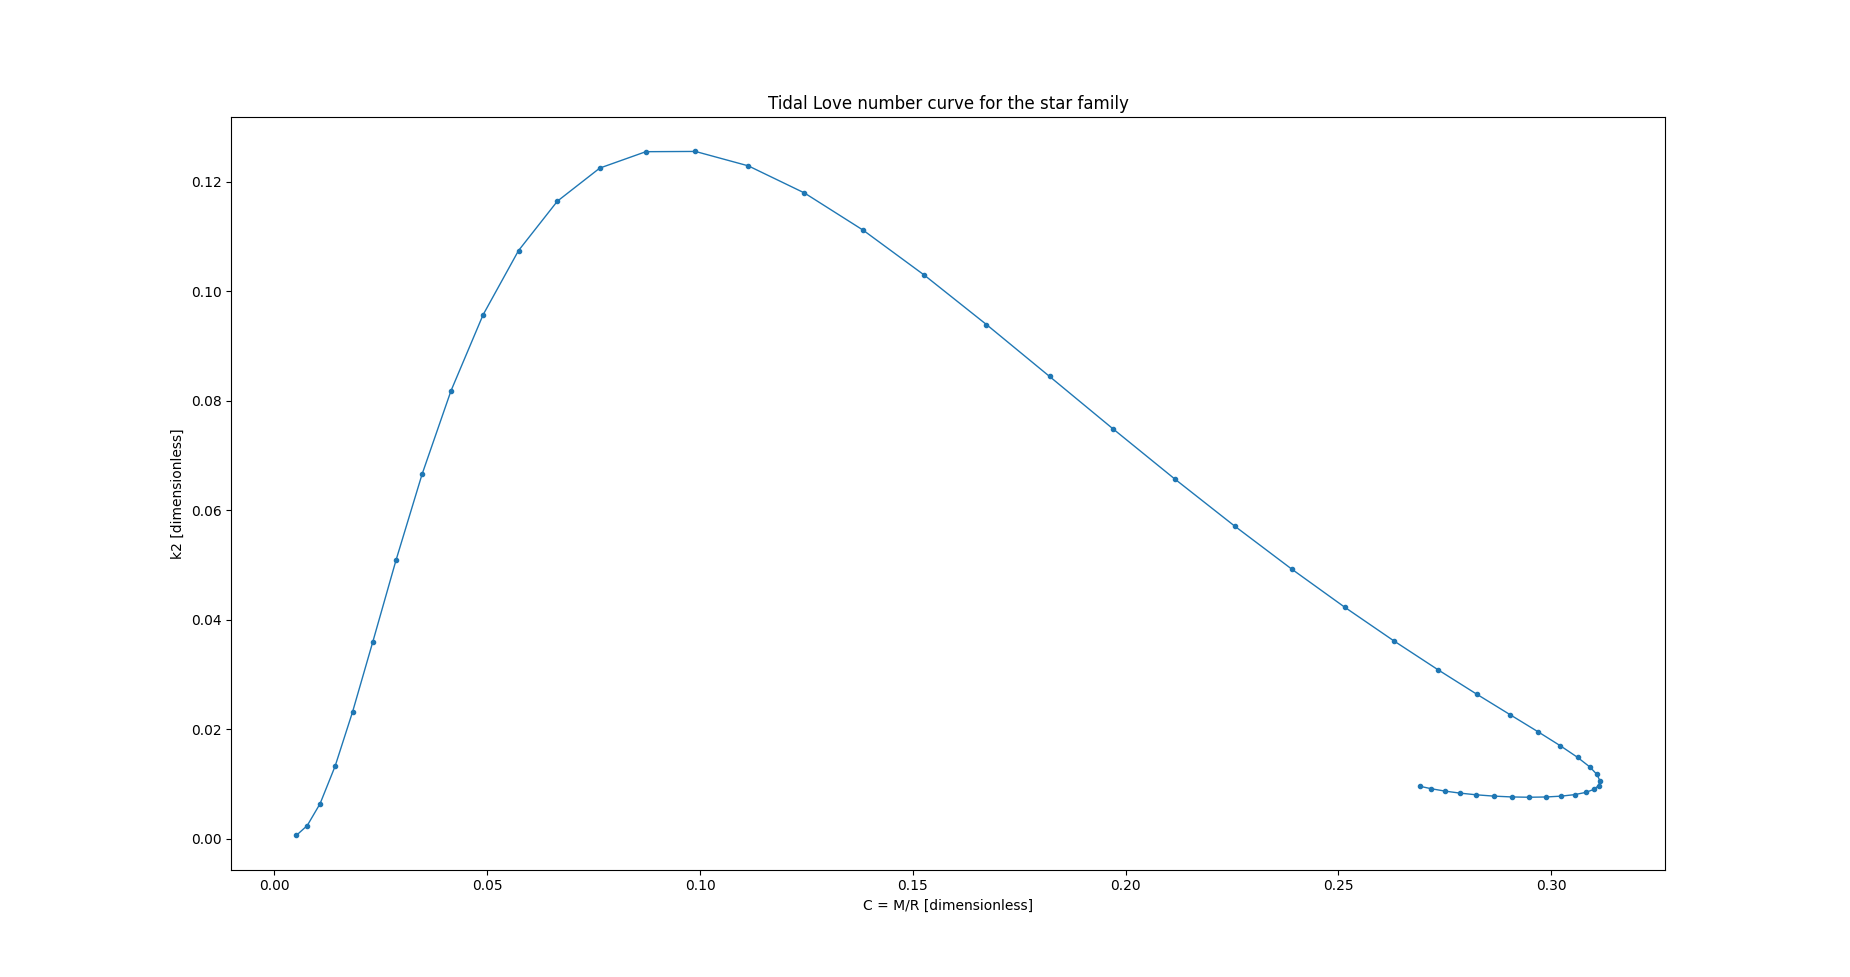 Tidal Love number curve for the star family
0.12
0.10
0.08
0.06
0.04
0.02
0.00
k2 [dimensionless]
0.00 0.05 0.10 0.15 0.20 0.25 0.30
C = M/R [dimensionless]